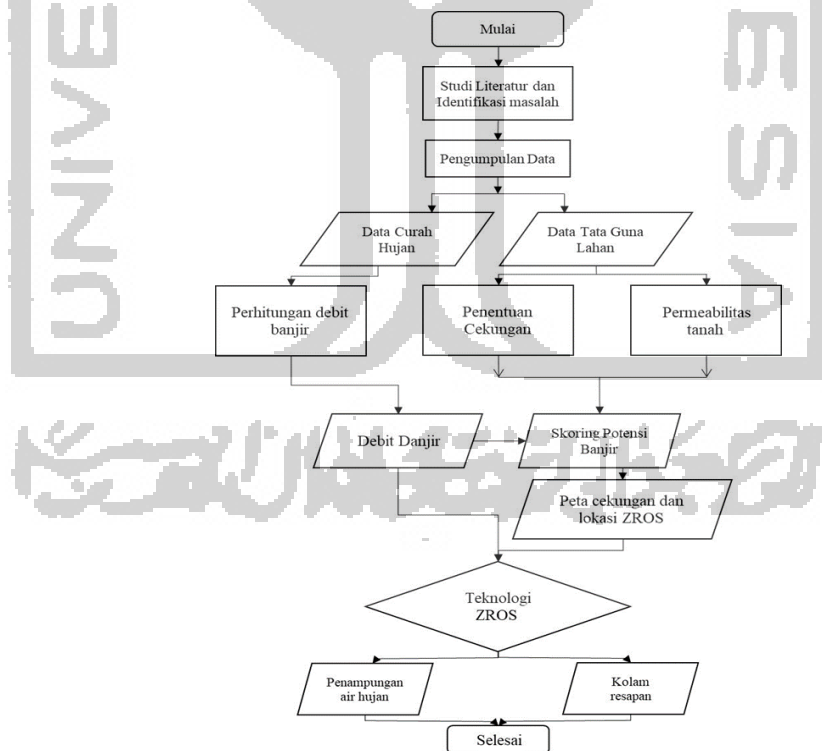 Mulai
Studi Literatur dan
Identifikasi masalah
Pengumpulan Data
Data Curah
Hujan
Data Tata Guna
Lahan
Perhitungan debit
banjir
Penentuan
Cekungan
Permeabilitas
tanah
Debit Danjir
Skoring Potensi
Banjir
Peta cekungan dan
lokasi ZROS
Teknologi
ZROS
Penampungan
air hujan
Kolam
resapan
Selesai
UNIVE
ESIA